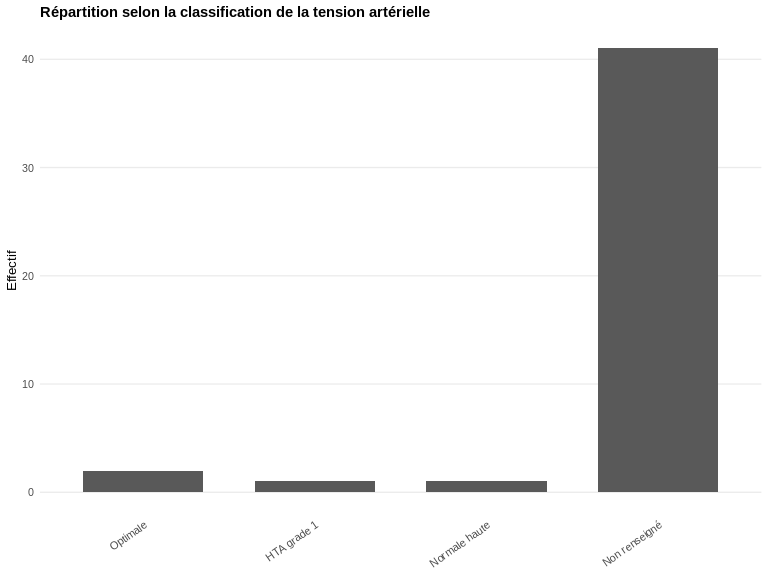 Répartition selon la classification de la tension artérielle
Effectif
40
30
20
10
0
Optimale
HTA grade 1
Normale haute
Non renseigné